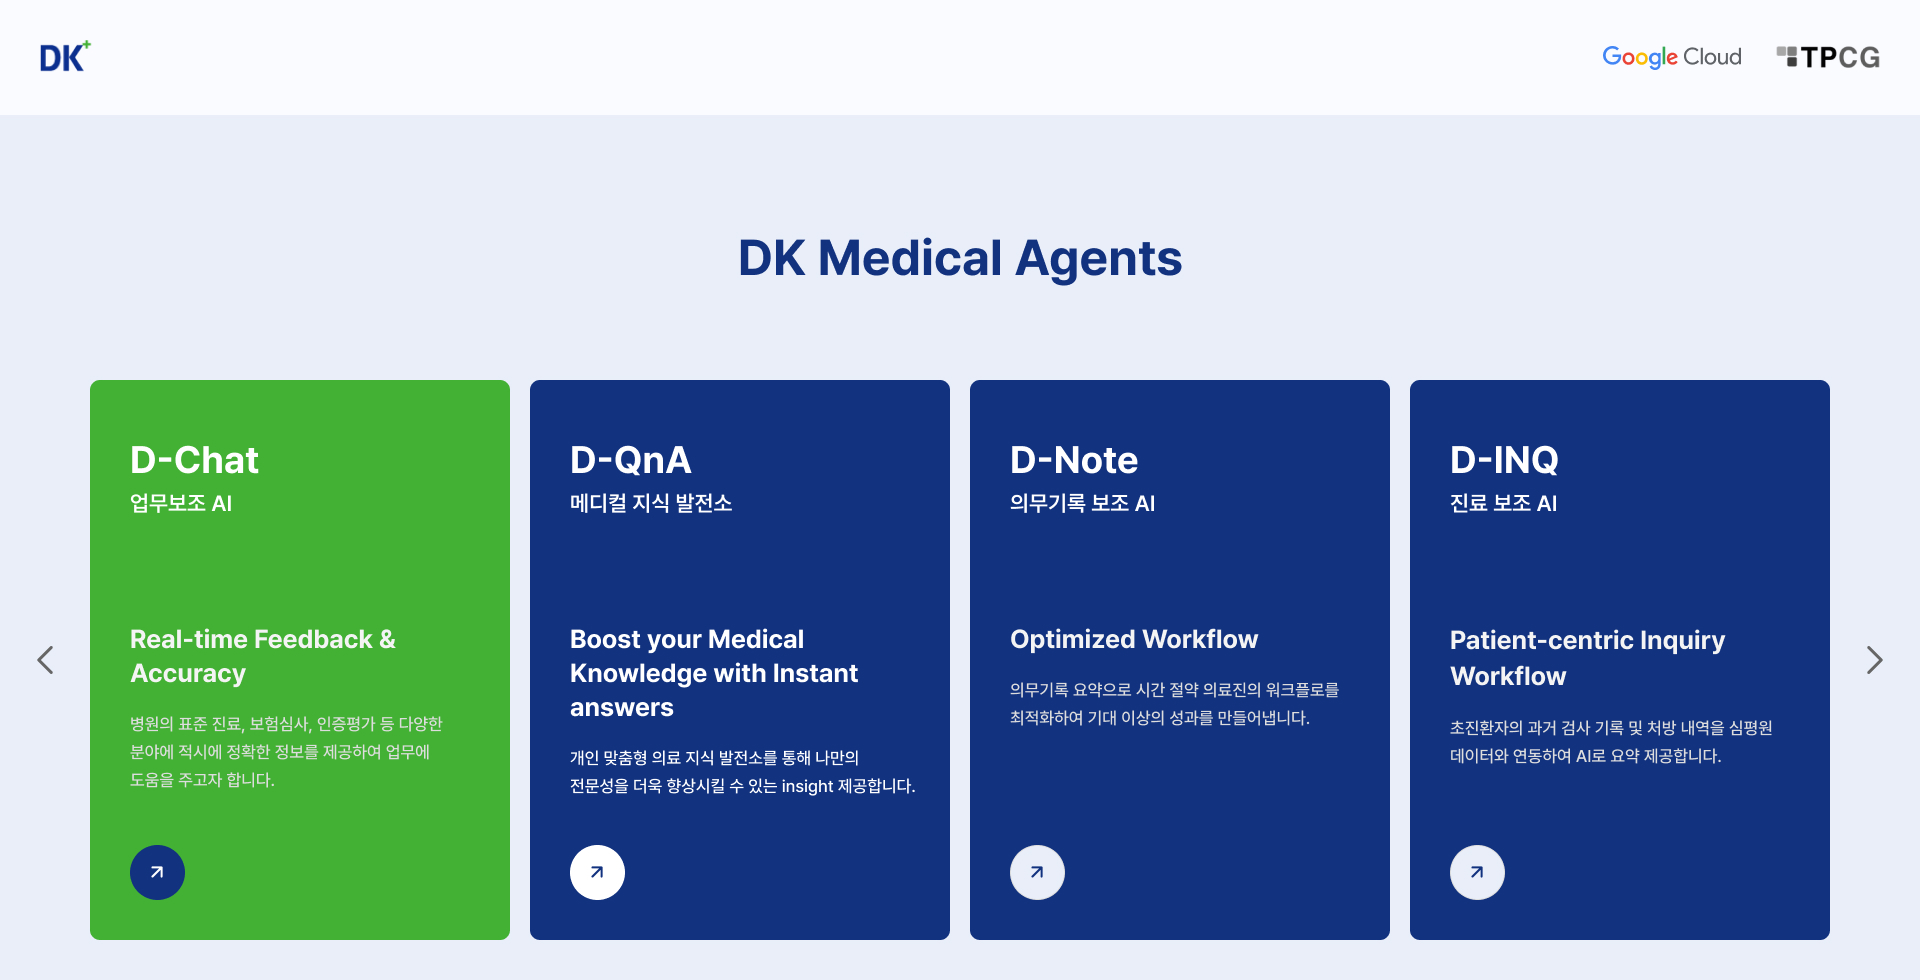 DK+
Google Cloud
TPCG
DK Medical Agents
D-Chat
업무보조 AI
Real-time Feedback &
Accuracy
병원의 표준 진료, 보험심사, 인증평가 등 다양한
분야에 적시에 정확한 정보를 제공하여 업무에
도움을 주고자 합니다.
D-QnA
메디컬 지식 발전소
Boost your Medical
Knowledge with Instant
answers
개인 맞춤형 의료 지식 발전소를 통해 나만의
전문성을 더욱 향상시킬 수 있는 insight 제공합니다.
D-Note
의무기록 보조 AI
Optimized Workflow
의무기록 요약으로 시간 절약 의료진의 워크플로를
최적화하여 기대 이상의 성과를 만들어냅니다.
D-INQ
진료 보조 AI
Patient-centric Inquiry
Workflow
초진환자의 과거 검사 기록 및 처방 내역을 심평원
데이터와 연동하여 AI로 요약 제공합니다.